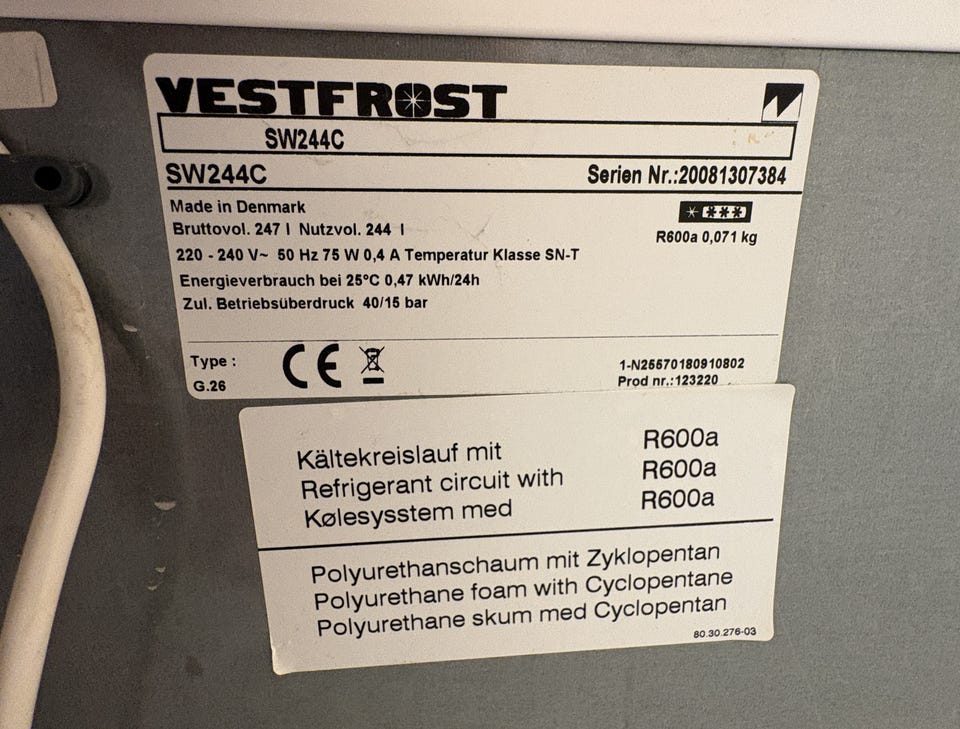 VESTFROST
SW244C
SW244C Serien Nr.:20081307384
Made in Denmark
Bruttovol. 247 l Nutzvol. 244 l
R600a 0,071 kg
220 - 240 V~ 50 Hz 75 W 0,4 A Temperatur Klasse SN-T
Energieverbrauch bei 25°C 0,47 kWh/24h
Zul. Betriebsüberdruck 40/15 bar
Type :
G.26
CE
1-N25570180910802
Prod nr.:123220
Kältekreislauf mit R600a
Refrigerant circuit with R600a
Kølesysstem med R600a
Polyurethanschaum mit Zyklopentan
Polyurethane foam with Cyclopentane
Polyurethane skum med Cyclopentan
80.30.276-03